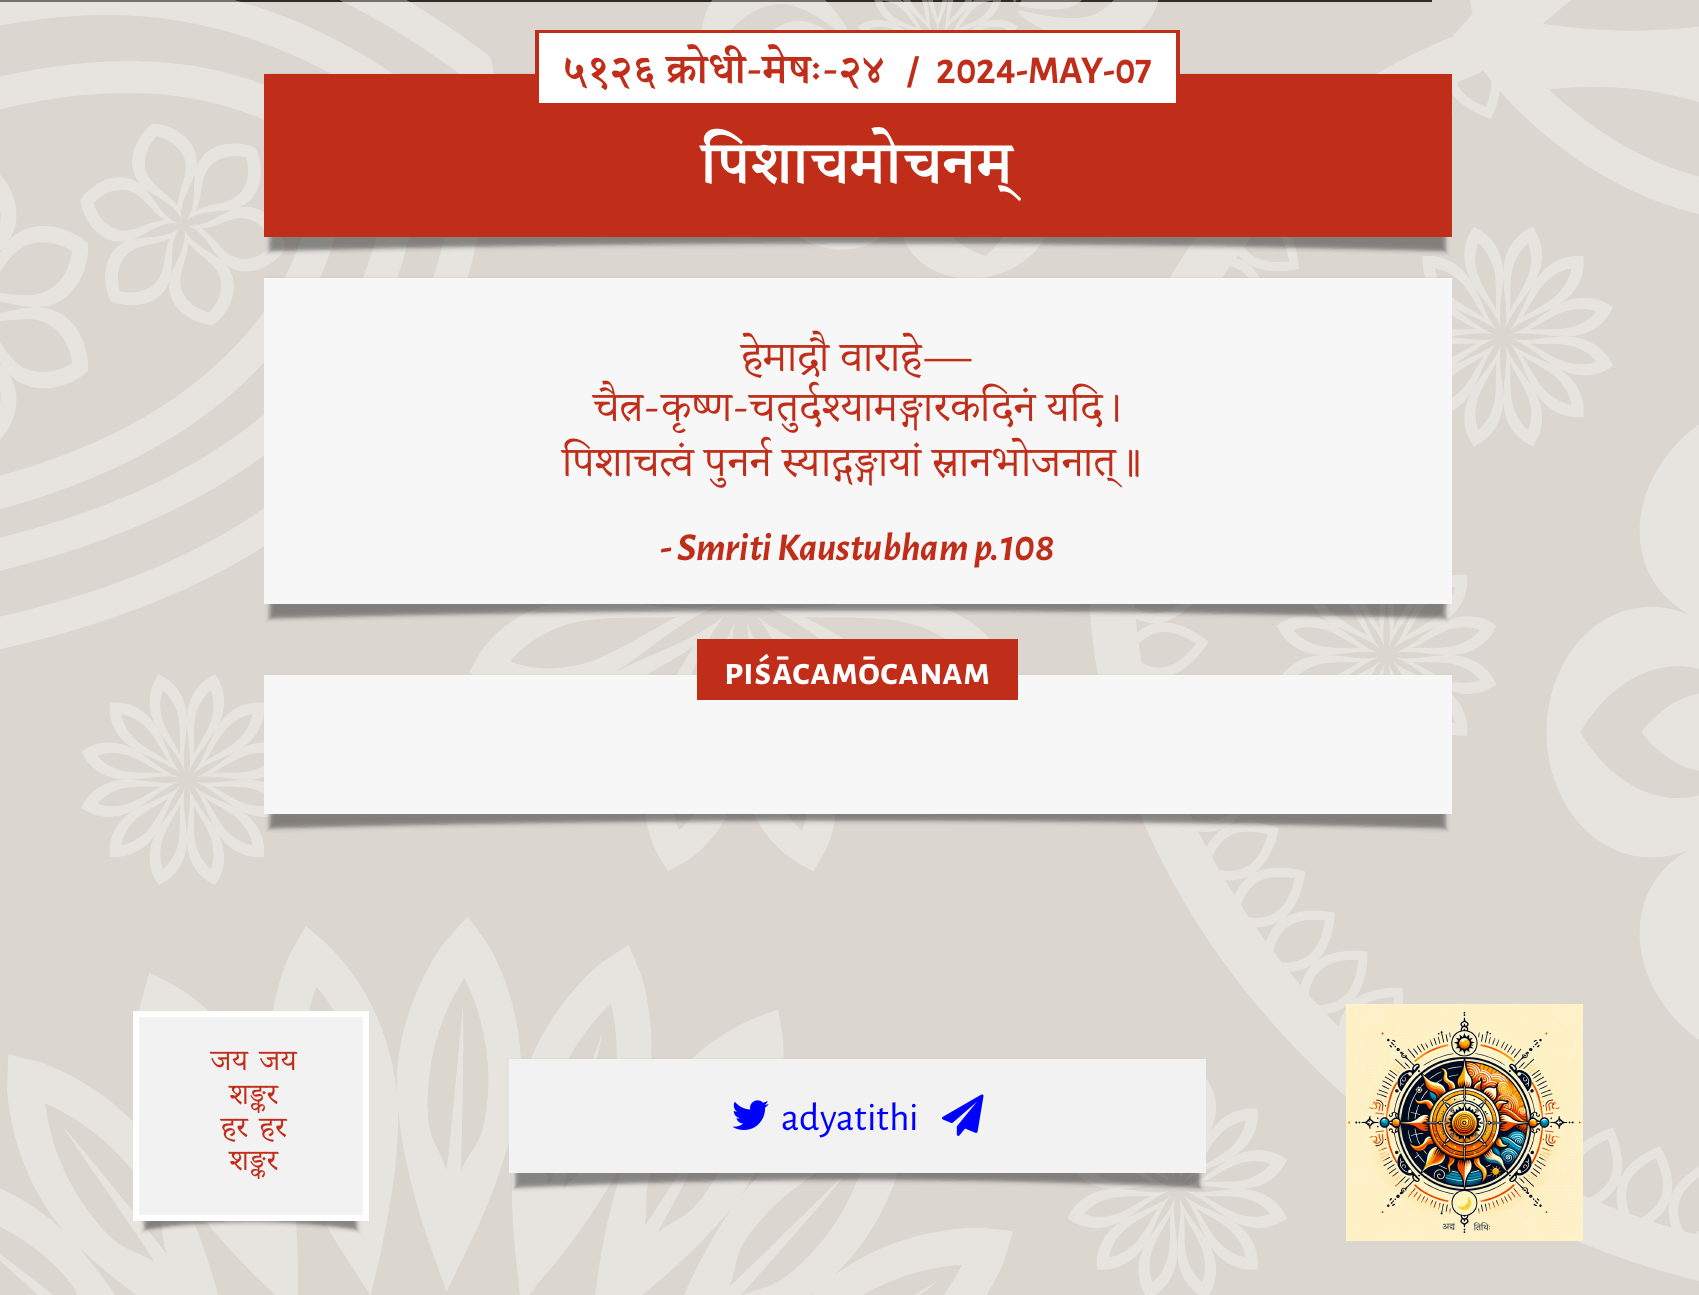 ५१२६ क्रोधी-मेषः-२४ / 2024-MAY-07
पिशाचमोचनम्
हेमाद्रौ वाराहे—
चैत्र-कृष्ण-चतुर्दश्यामङ्गारकदिनं यदि।
पिशाचत्वं पुनर्न स्याद्गङ्गायां स्नानभोजनात्॥
- Smriti Kaustubham p.108
PIŚĀCAMŌCANAM
जय जय
शङ्कर
हर हर
शङ्कर
adyatithi
अद्य तिथिः